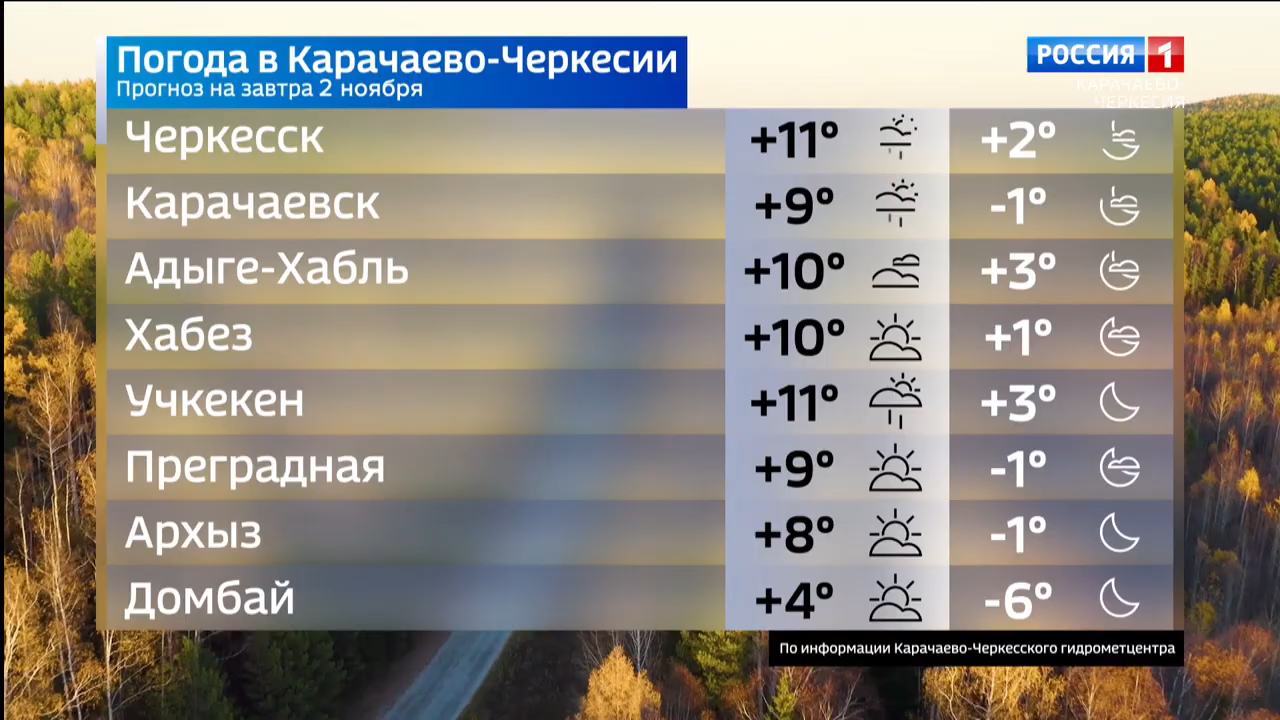 Погода в Карачаево-Черкесии
Прогноз на завтра 2 ноября
РОССИЯ 1
КАРАЧАЕВО-
ЧЕРКЕСИЯ
Черкесск +11° +2°
Карачаевск +9° -1°
Адыге-Хабль +10° +3°
Хабез +10° +1°
Учкекен +11° +3°
Преградная +9° -1°
Архыз +8° -1°
Домбай +4° -6°
По информации Карачаево-Черкесского гидрометцентра